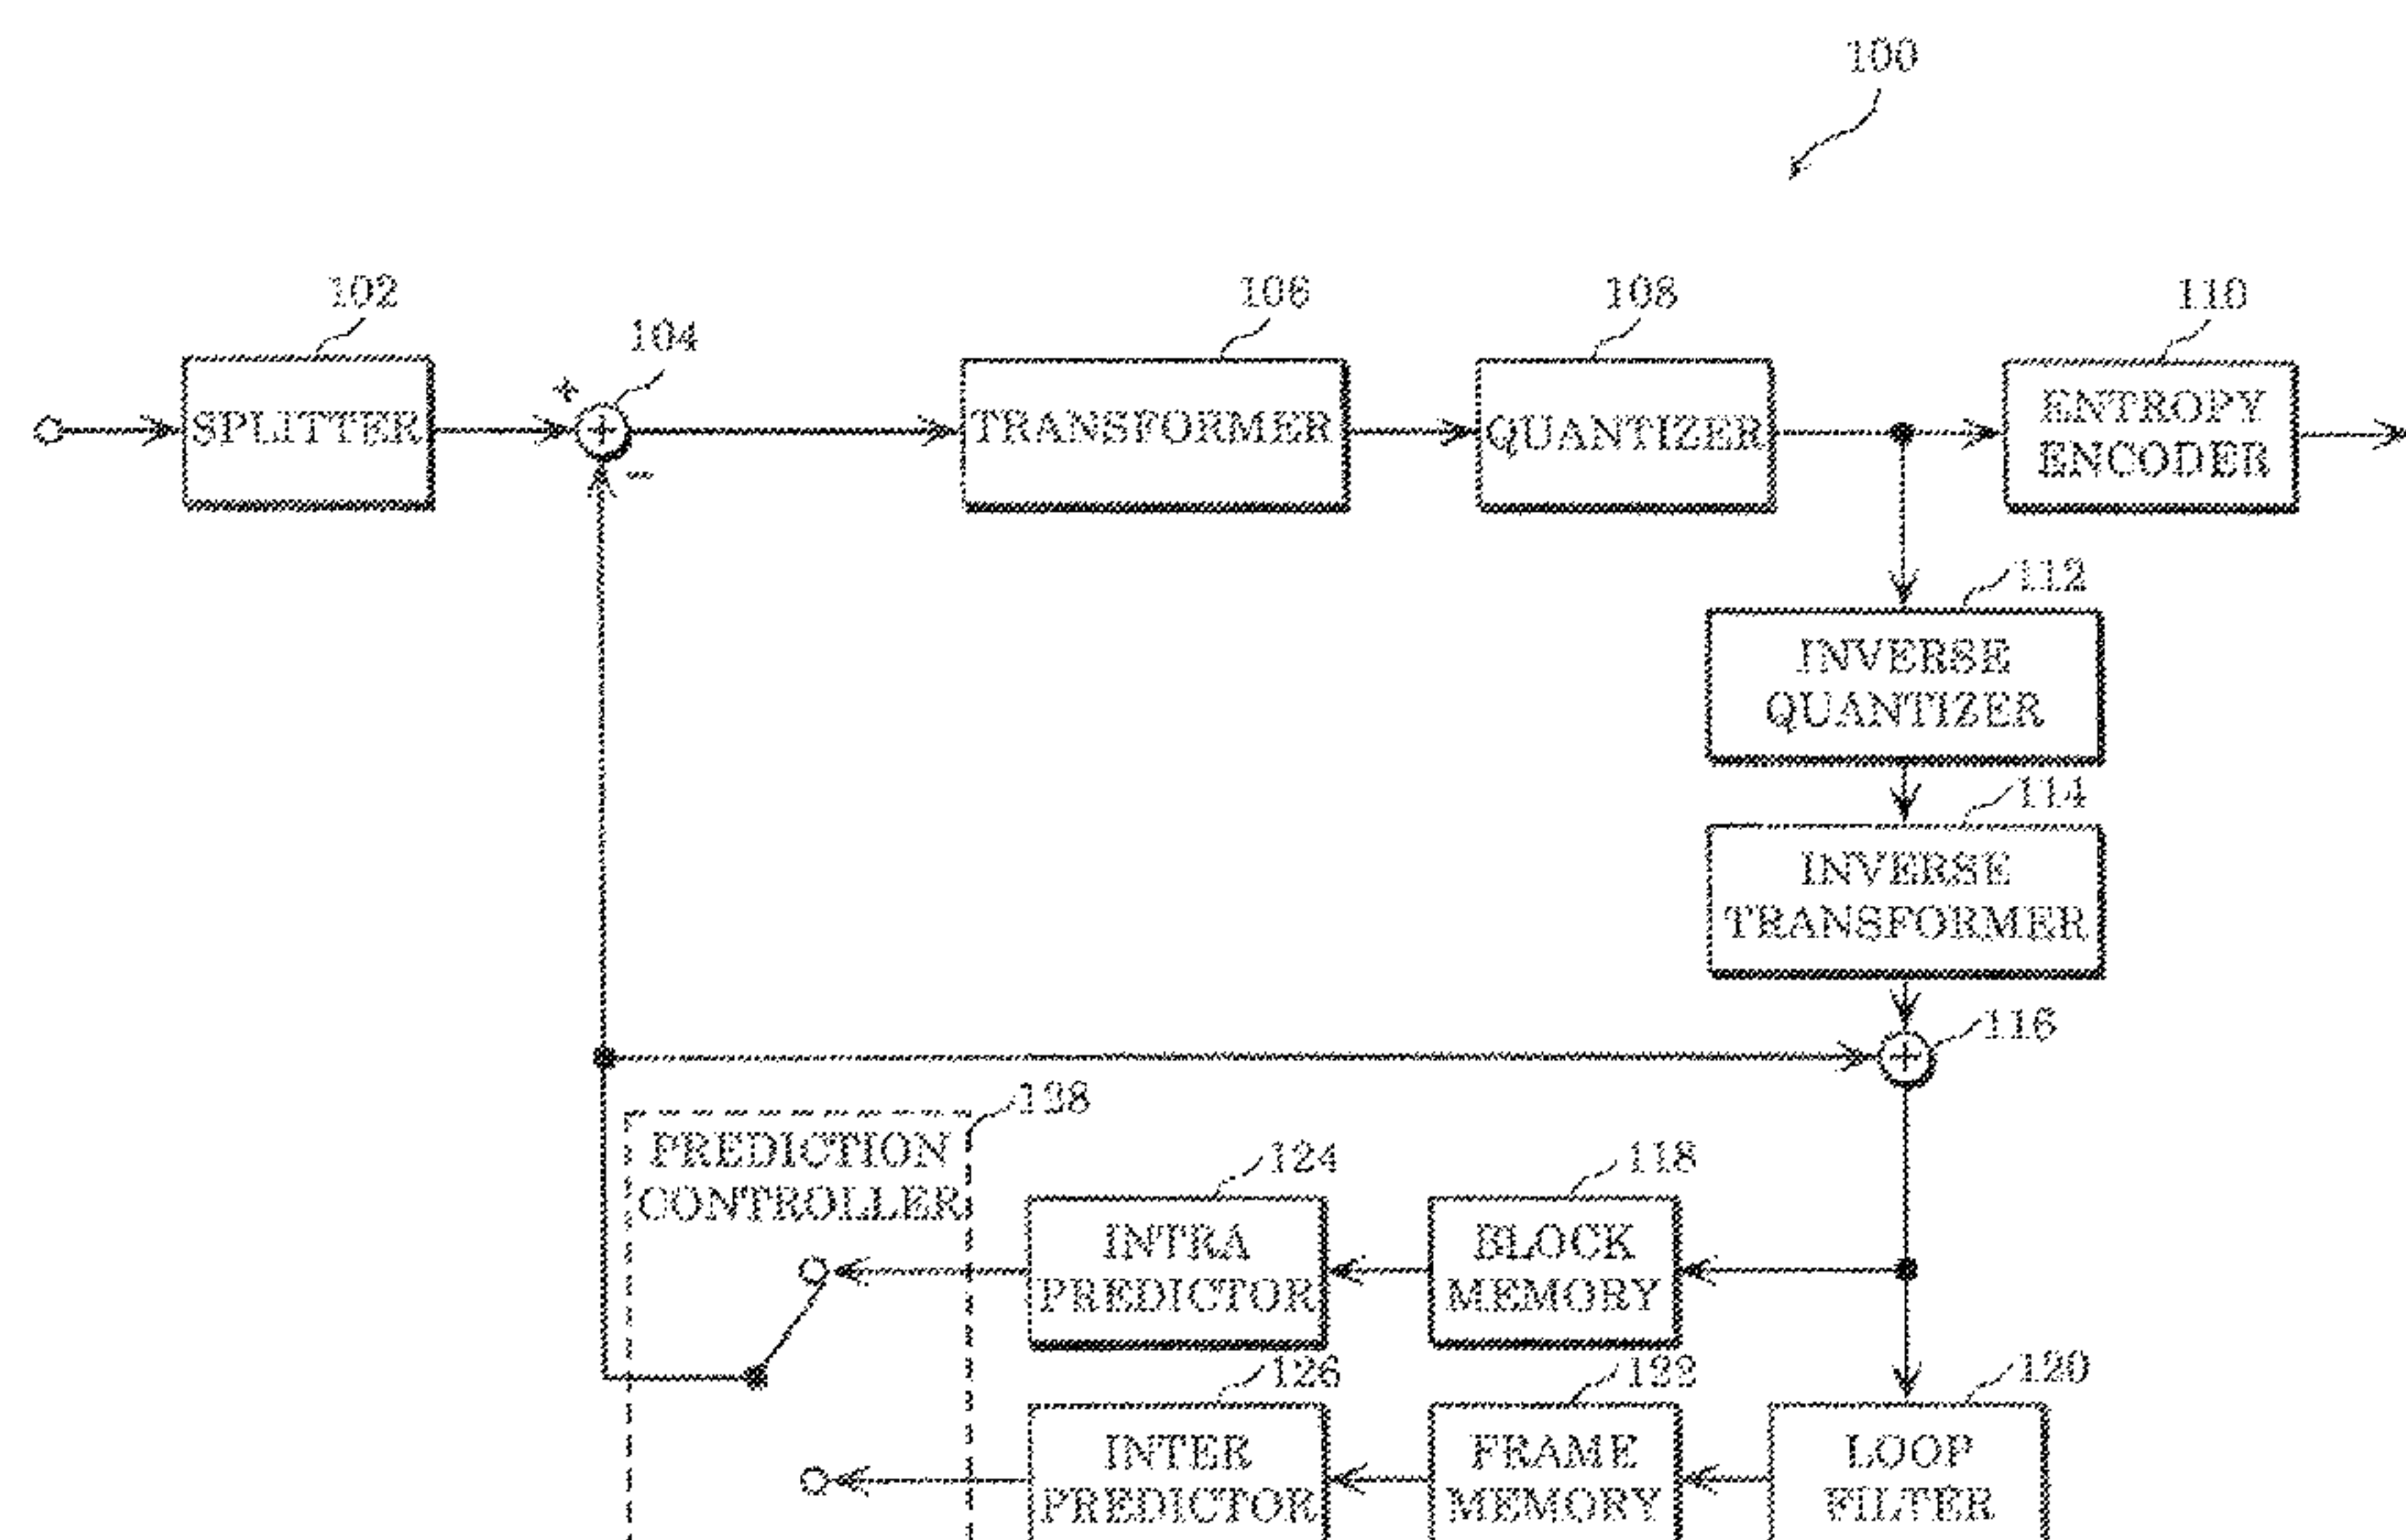 100
102
104
106
108
110
+
SPLITTER
+
TRANSFORMER
QUANTIZER
ENTROPY
ENCODER
−
112
INVERSE
QUANTIZER
114
INVERSE
TRANSFORMER
116
+
128
PREDICTION
CONTROLLER
124
118
INTRA
PREDICTOR
BLOCK
MEMORY
126
122
120
INTER
PREDICTOR
FRAME
MEMORY
LOOP
FILTER